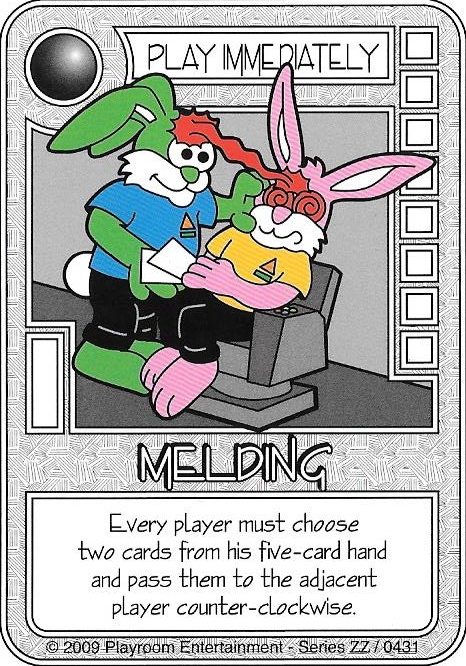 PLAY IMMEDIATELY
MELDING
Every player must choose
two cards from his five-card hand
and pass them to the adjacent
player counter-clockwise.
© 2009 Playroom Entertainment - Series ZZ / 0431